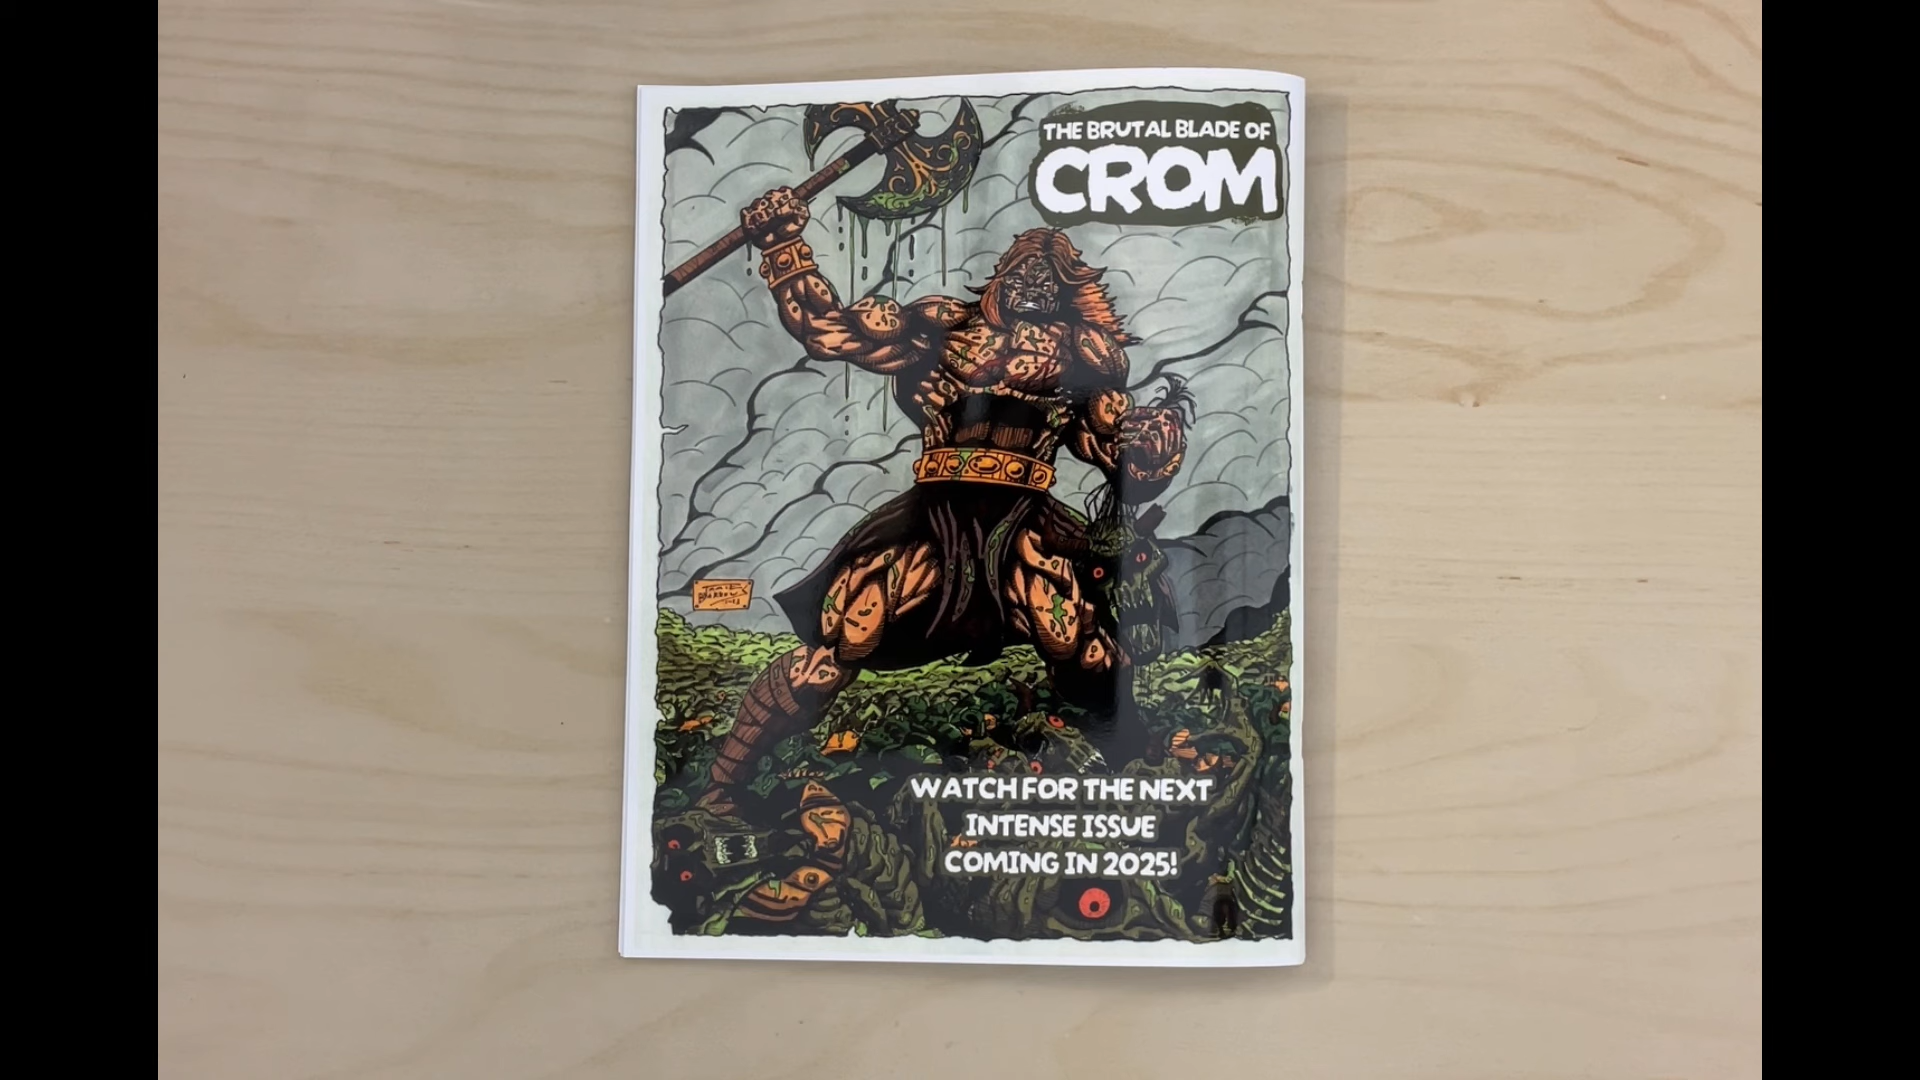 THE BRUTAL BLADE OF
CROM
WATCH FOR THE NEXT
INTENSE ISSUE
COMING IN 2025!